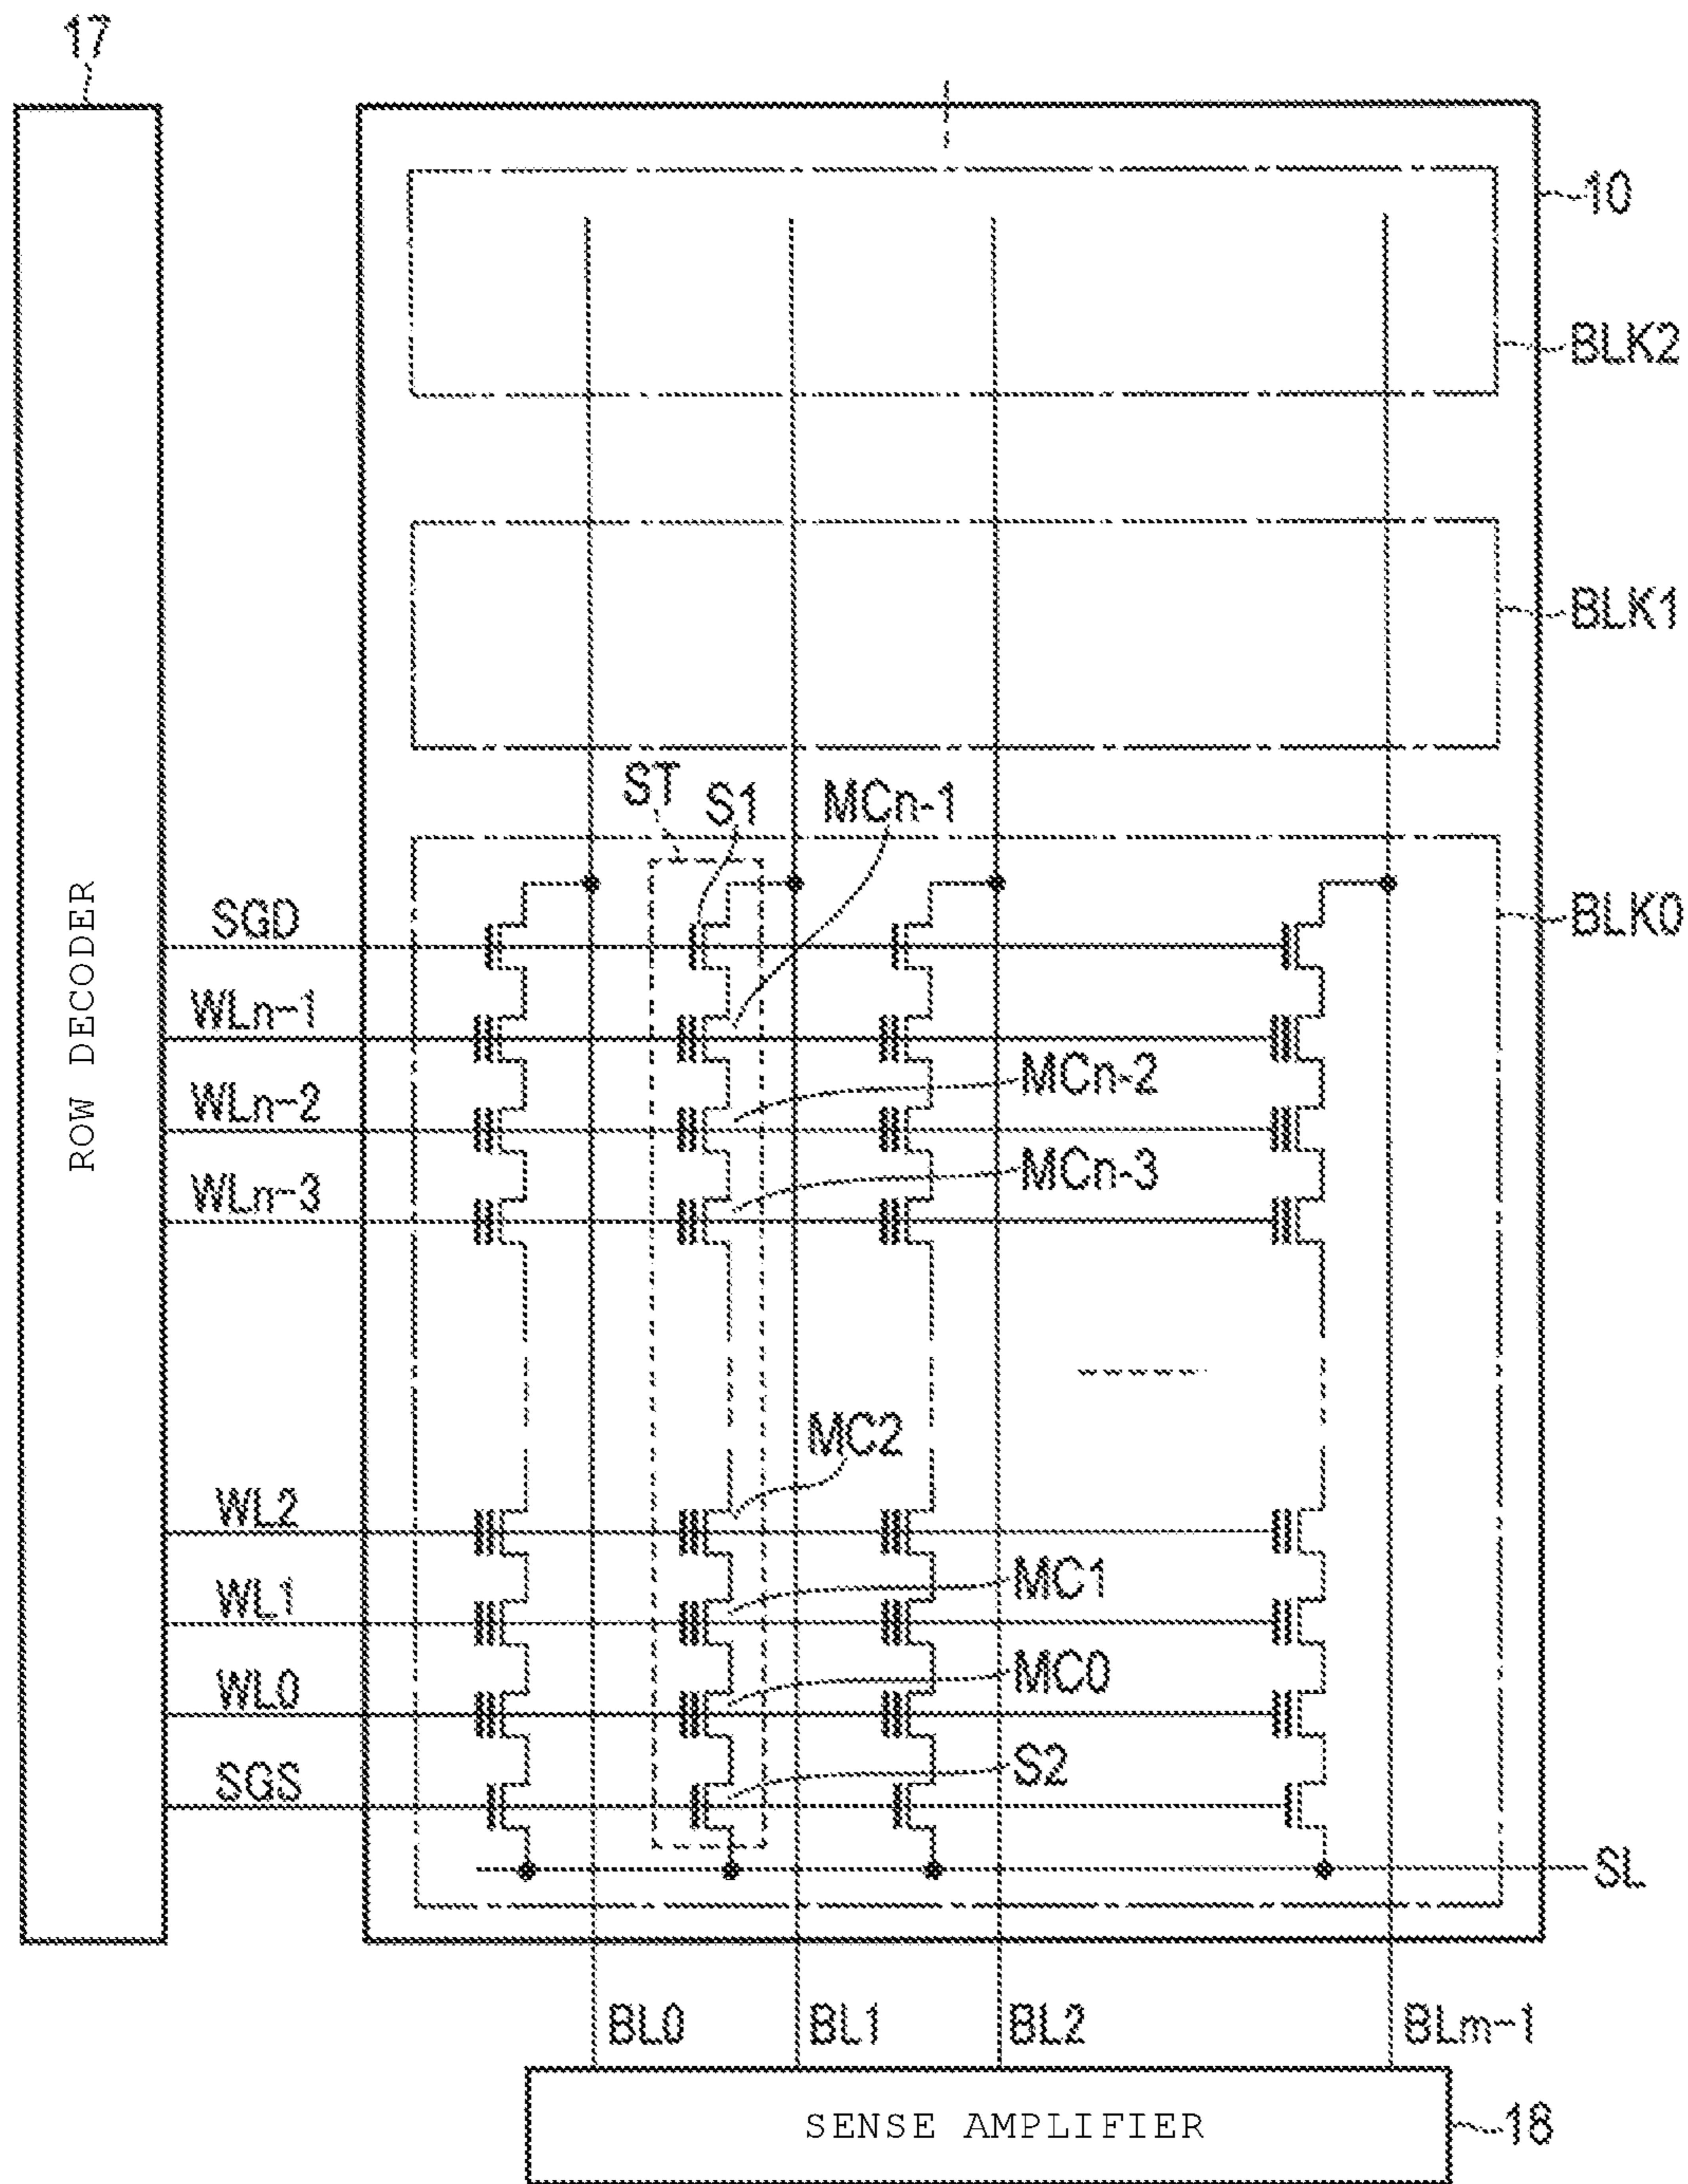 17
10
BLK2
BLK1
ST
S1
MCn-1
BLK0
SGD
WLn-1
ROW DECODER
MCn-2
WLn-2
MCn-3
WLn-3
MC2
WL2
MC1
WL1
MC0
WL0
S2
SGS
SL
BL0
BL1
BL2
BLm-1
SENSE AMPLIFIER
18